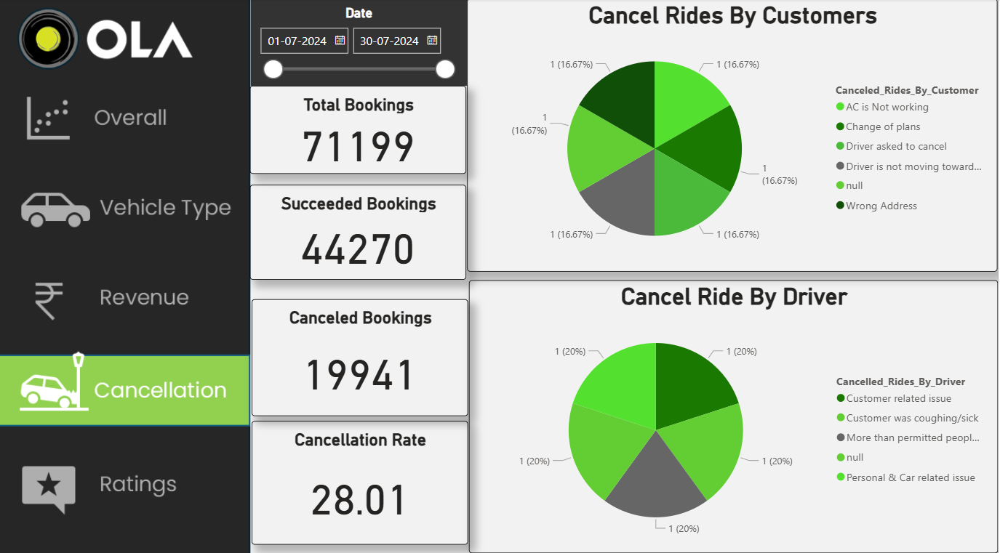 OLA
Overall
Vehicle Type
Revenue
Cancellation
Ratings
Date
01-07-2024
30-07-2024
Total Bookings
71199
Succeeded Bookings
44270
Canceled Bookings
19941
Cancellation Rate
28.01
Cancel Rides By Customers
1 (16.67%)
1 (16.67%)
1
(16.67%)
1
(16.67%)
1 (16.67%)
1 (16.67%)
Canceled_Rides_By_Customer
AC is Not working
Change of plans
Driver asked to cancel
Driver is not moving toward...
null
Wrong Address
Cancel Ride By Driver
1 (20%)
1 (20%)
1 (20%)
1 (20%)
1 (20%)
Cancelled_Rides_By_Driver
Customer related issue
Customer was coughing/sick
More than permitted peopl...
null
Personal & Car related issue